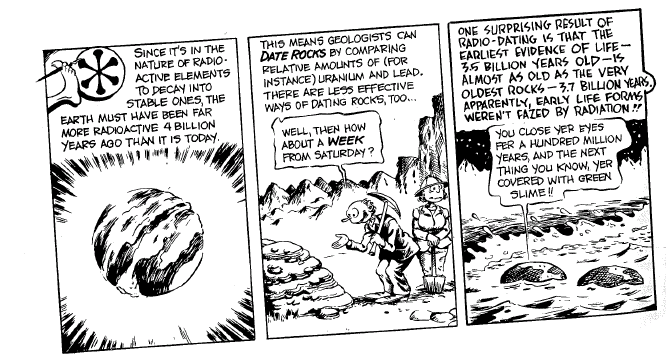 SINCE IT'S IN THE
NATURE OF RADIO-
ACTIVE ELEMENTS
TO DECAY INTO
STABLE ONES, THE
EARTH MUST HAVE BEEN FAR
MORE RADIOACTIVE 4 BILLION
YEARS AGO THAN IT IS TODAY.
THIS MEANS GEOLOGISTS CAN
DATE ROCKS BY COMPARING
RELATIVE AMOUNTS OF (FOR
INSTANCE) URANIUM AND LEAD.
THERE ARE LESS EFFECTIVE
WAYS OF DATING ROCKS, TOO...
WELL, THEN HOW
ABOUT A WEEK
FROM SATURDAY?
ONE SURPRISING RESULT OF
RADIO-DATING IS THAT THE
EARLIEST EVIDENCE OF LIFE—
3.5 BILLION YEARS OLD—IS
ALMOST AS OLD AS THE VERY
OLDEST ROCKS—3.7 BILLION YEARS.
APPARENTLY, EARLY LIFE FORMS
WEREN'T FAZED BY RADIATION!!
YOU CLOSE YER EYES
FER A HUNDRED MILLION
YEARS, AND THE NEXT
THING YOU KNOW, YER
COVERED WITH GREEN
SLIME!!